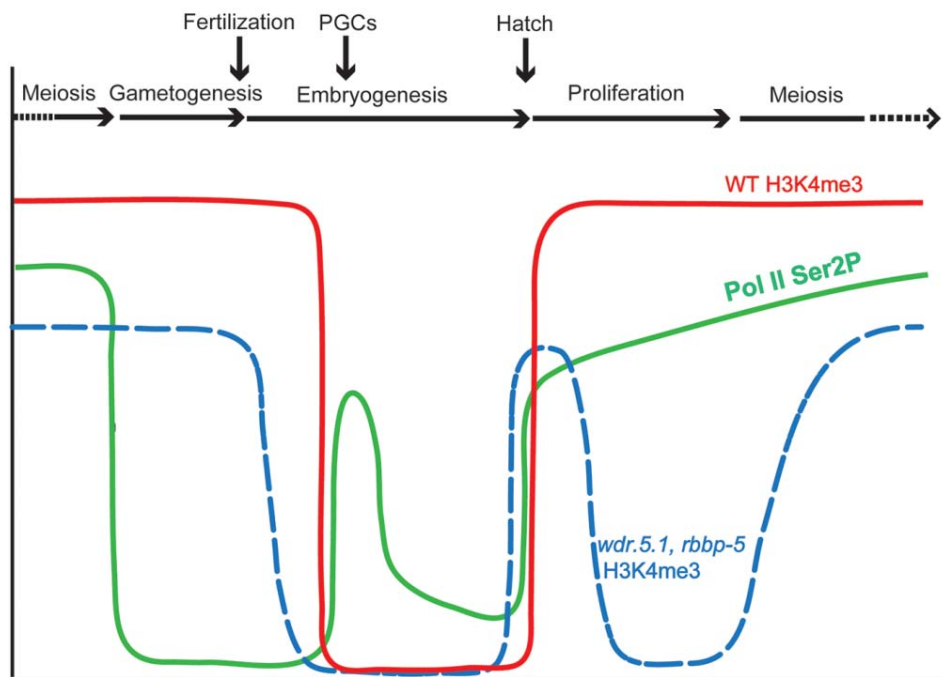 Fertilization PGCs Hatch
Meiosis Gametogenesis Embryogenesis Proliferation Meiosis
WT H3K4me3
Pol II Ser2P
wdr.5.1, rbbp-5
H3K4me3